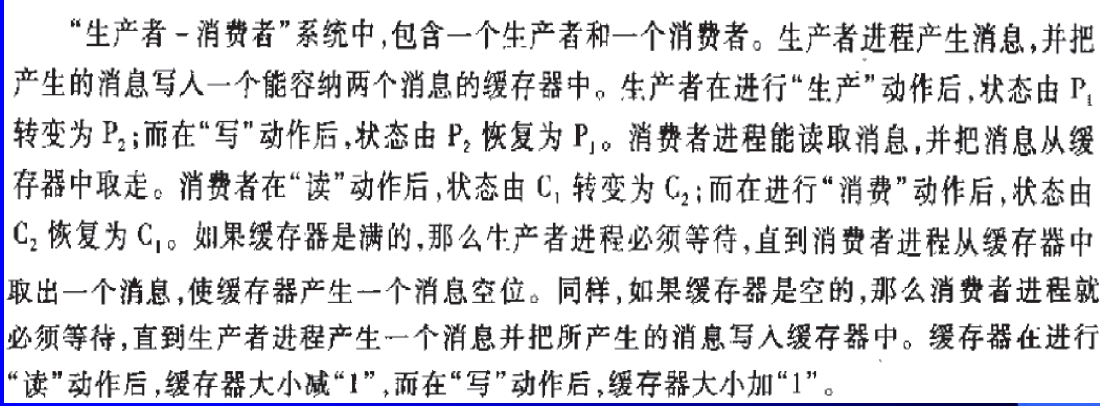 “生产者-消费者”系统中,包含一个生产者和一个消费者。生产者进程产生消息,并把
产生的消息写入一个能容纳两个消息的缓存器中。生产者在进行“生产”动作后,状态由 P₁
转变为 P₂;而在“写”动作后,状态由 P₂ 恢复为 P₁。消费者进程能读取消息,并把消息从缓
存器中取走。消费者在“读”动作后,状态由 C₁ 转变为 C₂;而在进行“消费”动作后,状态由
C₂ 恢复为 C₁。如果缓存器是满的,那么生产者进程必须等待,直到消费者进程从缓存器中
取出一个消息,使缓存器产生一个消息空位。同样,如果缓存器是空的,那么消费者进程就
必须等待,直到生产者进程产生一个消息并把所产生的消息写入缓存器中。缓存器在进行
“读”动作后,缓存器大小减“1”,而在“写”动作后,缓存器大小加“1”。